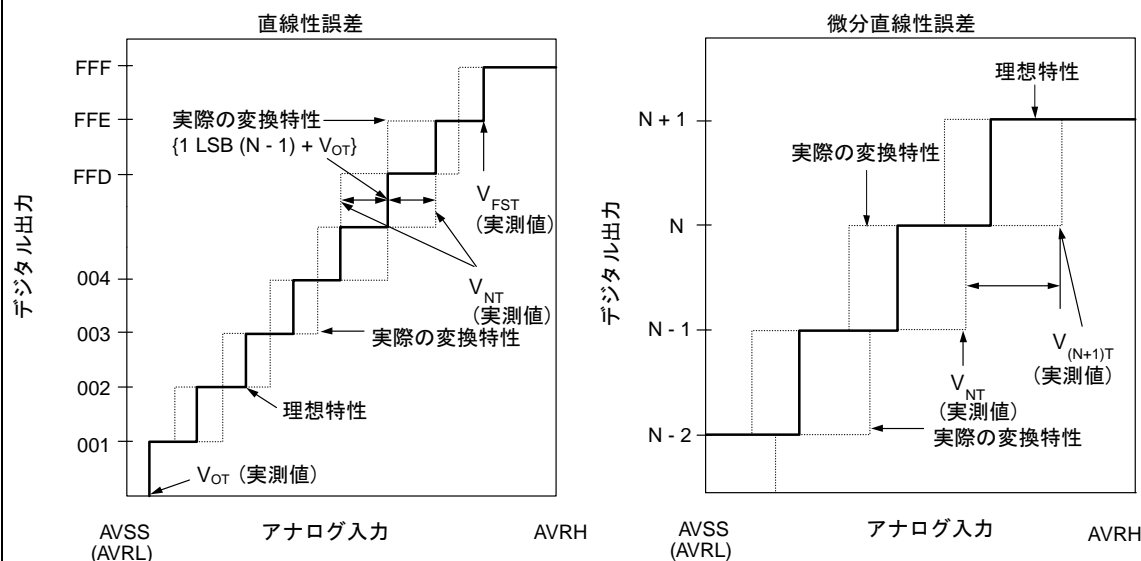 直線性誤差
FFF
FFE
FFD
004
003
002
001
デジタル出力
実際の変換特性
{1 LSB (N - 1) + VOT}
VFST
(実測値)
VNT
(実測値)
実際の変換特性
理想特性
VOT (実測値)
AVSS
(AVRL)
アナログ入力
AVRH
微分直線性誤差
N + 1
N
N - 1
N - 2
デジタル出力
理想特性
実際の変換特性
V(N+1)T
(実測値)
VNT
(実測値)
実際の変換特性
AVSS
(AVRL)
アナログ入力
AVRH